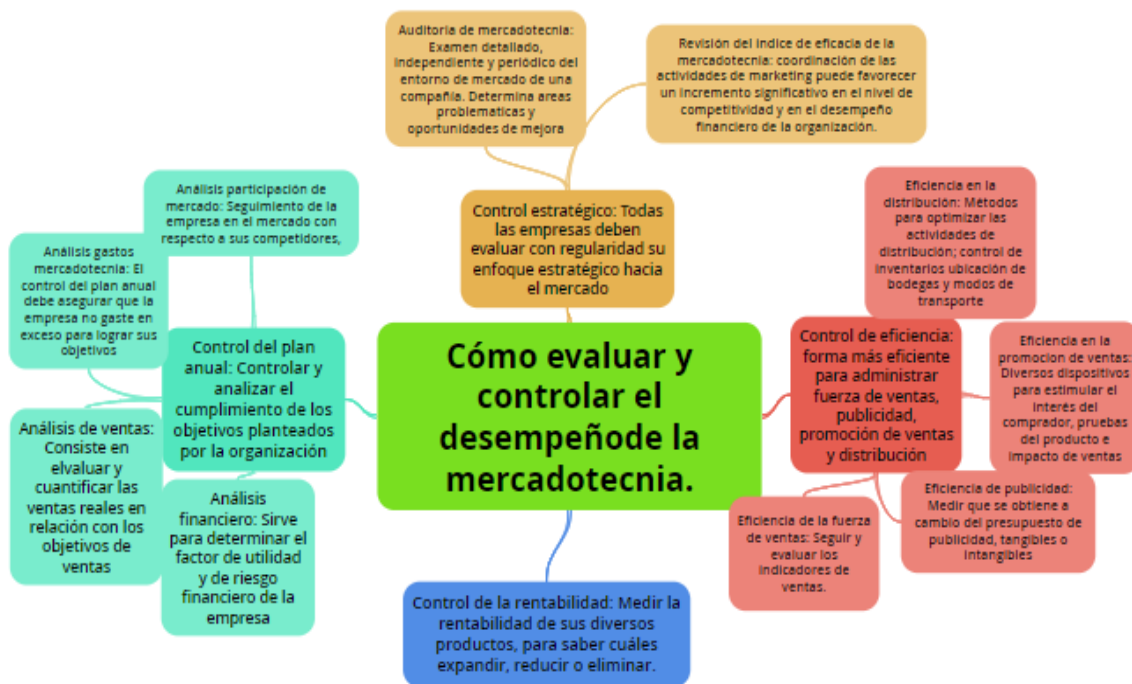 Auditoria de mercadotecnia:
Examen detallado,
independiente y periódico del
entorno de mercado de una
compañía. Determina areas
problematicas y
oportunidades de mejora
Revisión del indice de eficacia de la
mercadotecnia: coordinación de las
actividades de marketing puede favorecer
un incremento significativo en el nivel de
competitividad y en el desempeño
financiero de la organización.
Control estratégico: Todas
las empresas deben
evaluar con regularidad su
enfoque estratégico hacia
el mercado
Análisis participación de
mercado: Seguimiento de la
empresa en el mercado con
respecto a sus competidores,
Análisis gastos
mercadotecnia: El
control del plan anual
debe asegurar que la
empresa no gaste en
exceso para lograr sus
objetivos
Control del plan
anual: Controlar y
analizar el
cumplimiento de los
objetivos planteados
por la organización
Análisis de ventas:
Consiste en
elvaluar y
cuantificar las
ventas reales en
relación con los
objetivos de
ventas
Análisis
financiero: Sirve
para determinar el
factor de utilidad
y de riesgo
financiero de la
empresa
Cómo evaluar y
controlar el
desempeñode la
mercadotecnia.
Eficiencia en la
distribución: Métodos
para optimizar las
actividades de
distribución; control de
inventarios ubicación de
bodegas y modos de
transporte
Control de eficiencia:
forma más eficiente
para administrar
fuerza de ventas,
publicidad,
promoción de ventas
y distribución
Eficiencia en la
promocion de ventas:
Diversos dispositivos
para estimular el
interés del
comprador, pruebas
del producto e
impacto de ventas
Eficiencia de publicidad:
Medir que se obtiene a
cambio del presupuesto de
publicidad, tangibles o
intangibles
Eficiencia de la fuerza
de ventas: Seguir y
evaluar los
indicadores de
ventas.
Control de la rentabilidad: Medir la
rentabilidad de sus diversos
productos, para saber cuáles
expandir, reducir o eliminar.